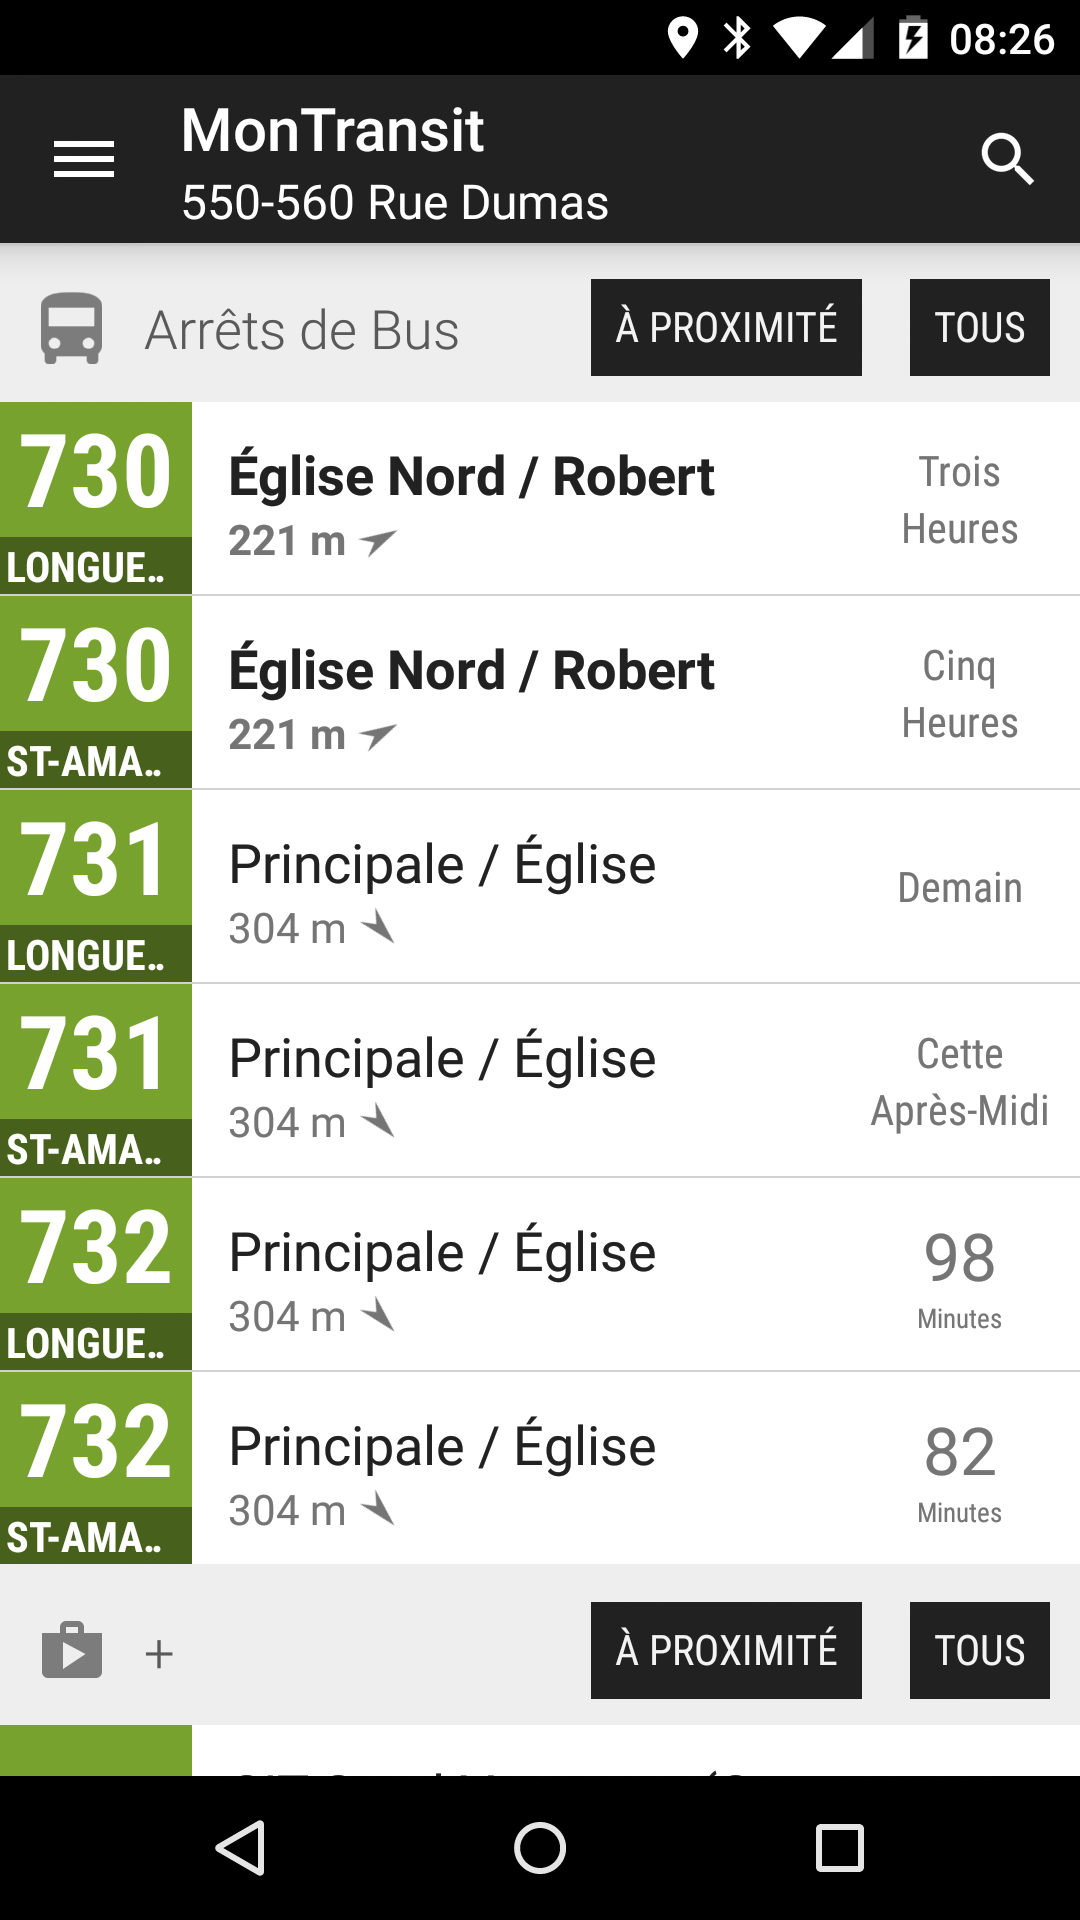 08:26
MonTransit
550-560 Rue Dumas
Arrêts de Bus
À PROXIMITÉ
TOUS
730
LONGUE..
Église Nord / Robert
221 m
Trois
Heures
730
ST-AMA..
Église Nord / Robert
221 m
Cinq
Heures
731
LONGUE..
Principale / Église
304 m
Demain
731
ST-AMA..
Principale / Église
304 m
Cette
Après-Midi
732
LONGUE..
Principale / Église
304 m
98
Minutes
732
ST-AMA..
Principale / Église
304 m
82
Minutes
+
À PROXIMITÉ
TOUS